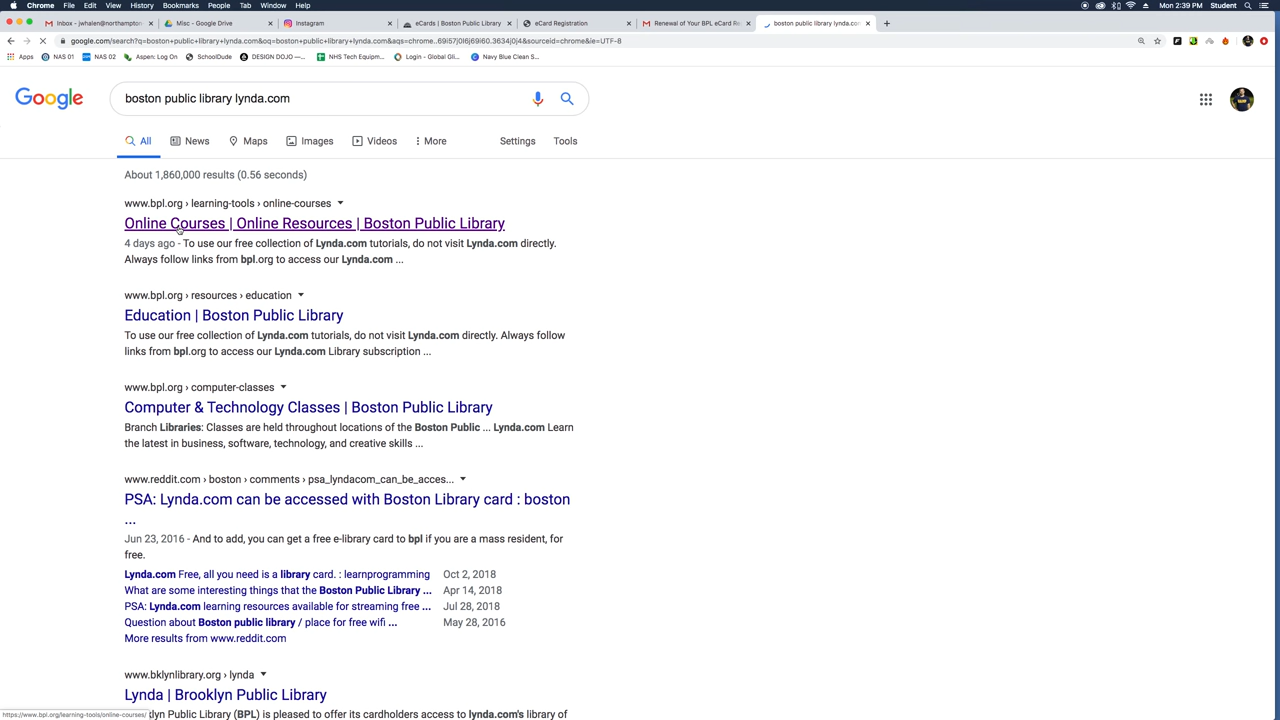 Chrome File Edit View History Bookmarks People Tab Window Help Mon 2:39 PM Student
Inbox - jwhalen@northampton Misc - Google Drive Instagram eCards | Boston Public Library eCard Registration Renewal of Your BPL eCard Re boston public library lynda.com
google.com/search?q=boston+public+library+lynda.com&oq=boston+public+library+lynda.com&aqs=chrome..69i57j0l6j69i60.3634j0j4&sourceid=chrome&ie=UTF-8
Apps NAS 01 NAS 02 Aspen: Log On SchoolDude DESIGN DOJO —... NHS Tech Equipm... Login - Global Gli... Navy Blue Clean S...
Google boston public library lynda.com
All News Maps Images Videos More Settings Tools
About 1,860,000 results (0.56 seconds)
www.bpl.org › learning-tools › online-courses
Online Courses | Online Resources | Boston Public Library
4 days ago - To use our free collection of Lynda.com tutorials, do not visit Lynda.com directly.
Always follow links from bpl.org to access our Lynda.com ...
www.bpl.org › resources › education
Education | Boston Public Library
To use our free collection of Lynda.com tutorials, do not visit Lynda.com directly. Always follow
links from bpl.org to access our Lynda.com Library subscription ...
www.bpl.org › computer-classes
Computer & Technology Classes | Boston Public Library
Branch Libraries: Classes are held throughout locations of the Boston Public ... Lynda.com Learn
the latest in business, software, technology, and creative skills ...
www.reddit.com › boston › comments › psa_lyndacom_can_be_acces...
PSA: Lynda.com can be accessed with Boston Library card : boston
...
Jun 23, 2016 - And to add, you can get a free e-library card to bpl if you are a mass resident, for
free.
Lynda.com Free, all you need is a library card. : learnprogramming Oct 2, 2018
What are some interesting things that the Boston Public Library ... Apr 14, 2018
PSA: Lynda.com learning resources available for streaming free ... Jul 28, 2018
Question about Boston public library / place for free wifi ... May 28, 2016
More results from www.reddit.com
www.bklynlibrary.org › lynda
Lynda | Brooklyn Public Library
klyn Public Library (BPL) is pleased to offer its cardholders access to lynda.com's library of
https://www.bpl.org/learning-tools/online-courses/